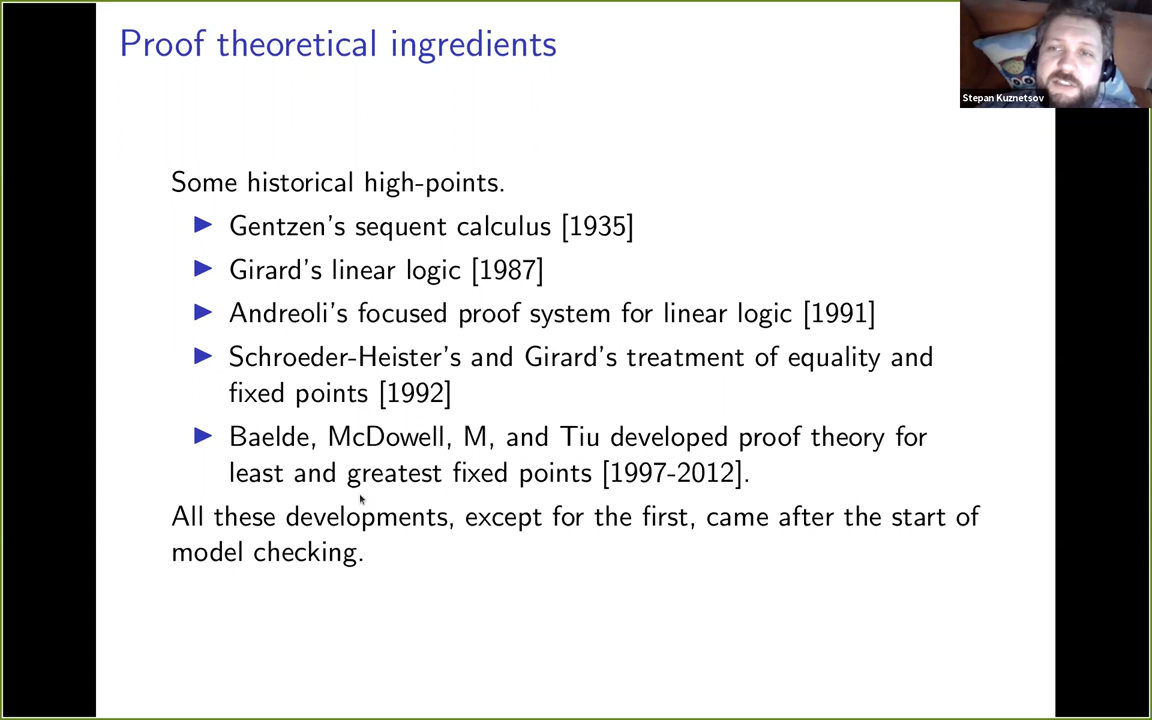 Proof theoretical ingredients
Stepan Kuznetsov
Some historical high-points.
▶ Gentzen's sequent calculus [1935]
▶ Girard's linear logic [1987]
▶ Andreoli's focused proof system for linear logic [1991]
▶ Schroeder-Heister's and Girard's treatment of equality and
fixed points [1992]
▶ Baelde, McDowell, M, and Tiu developed proof theory for
least and greatest fixed points [1997-2012].
All these developments, except for the first, came after the start of
model checking.